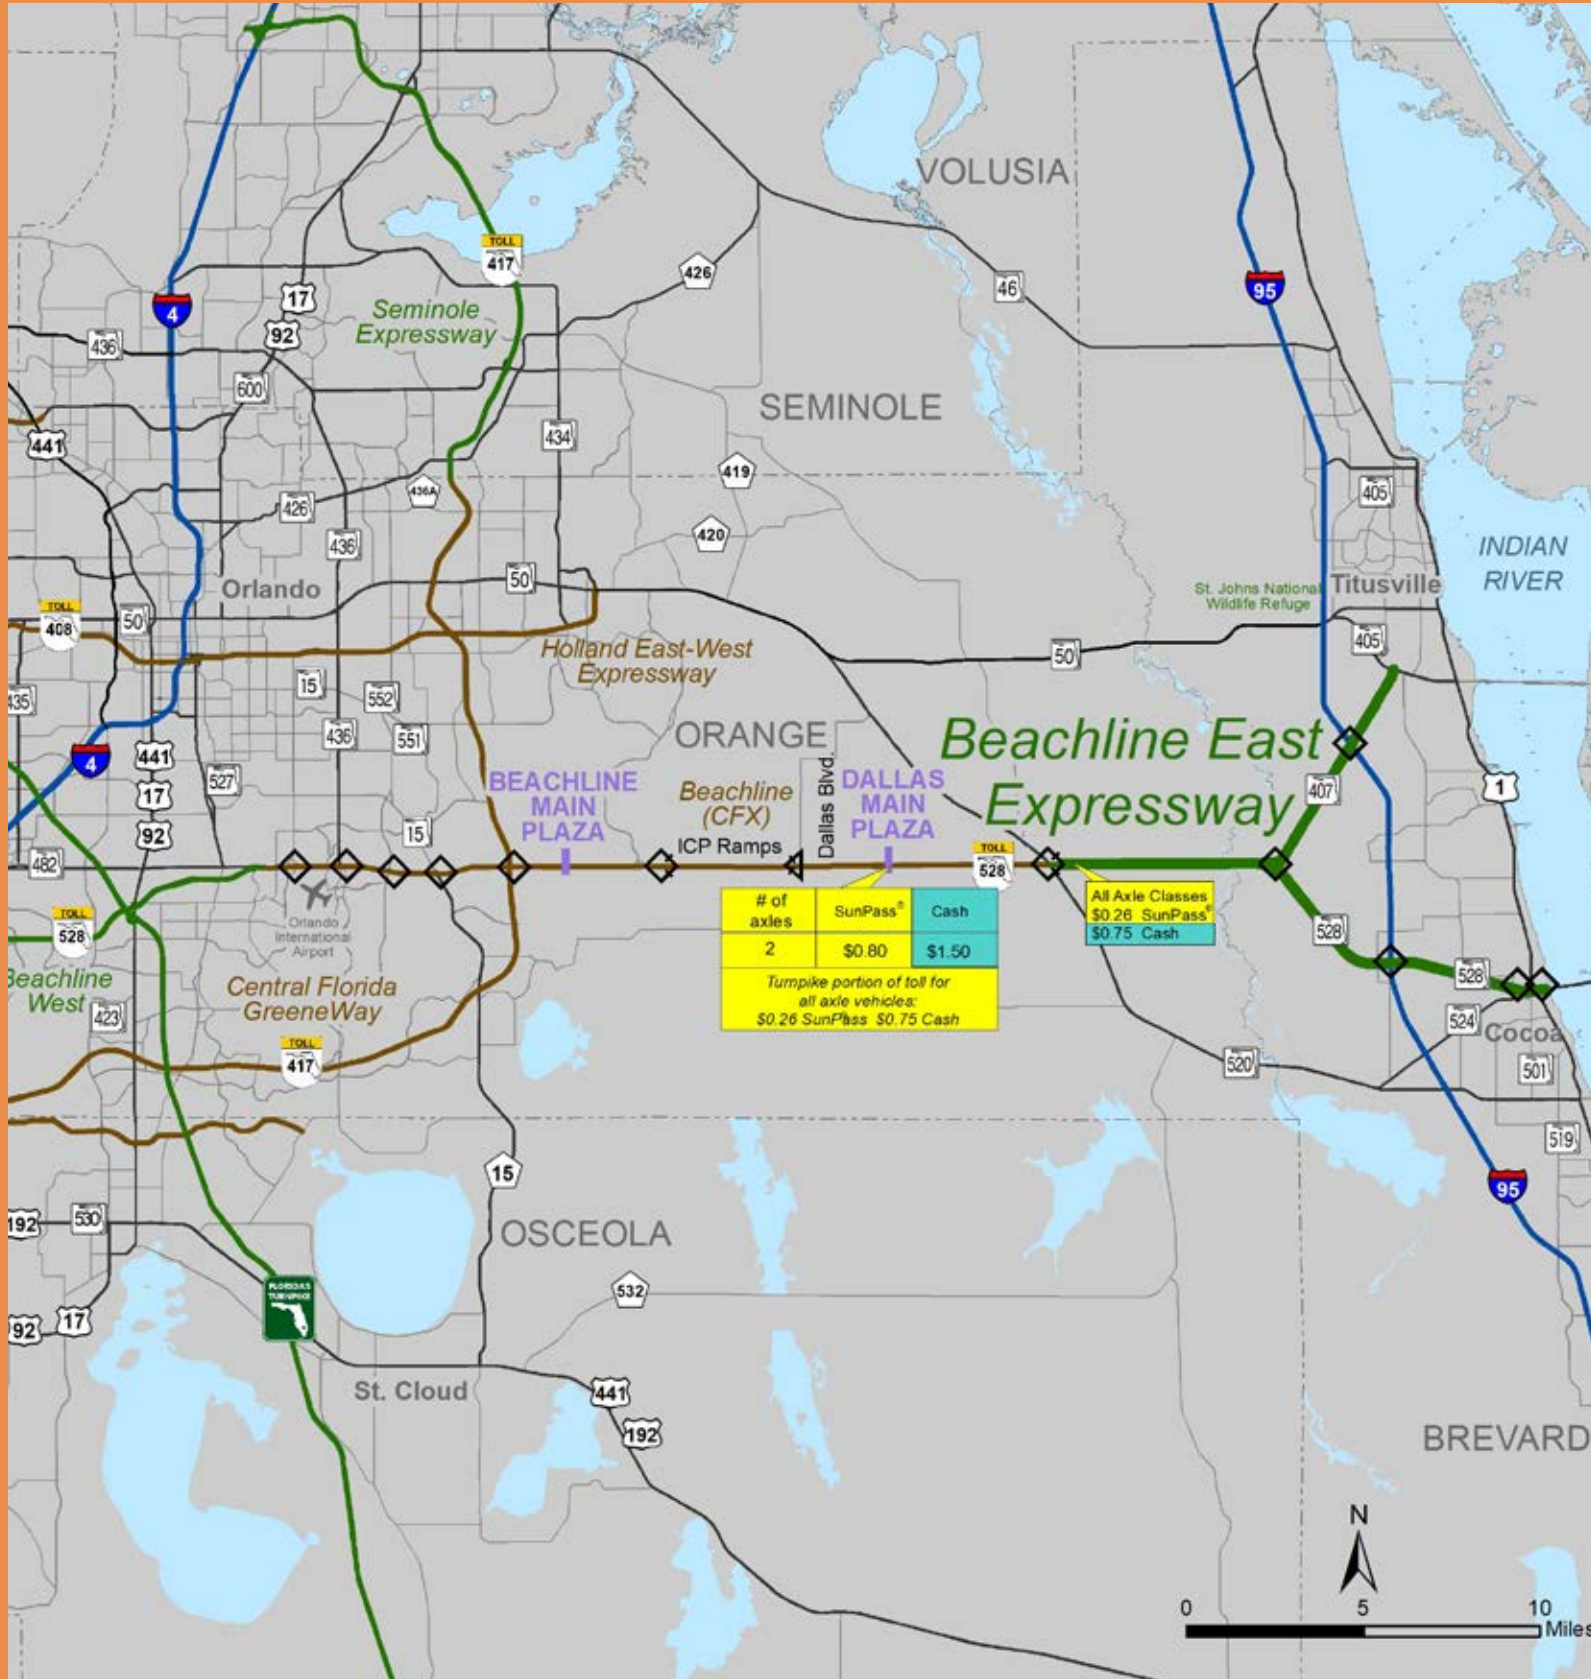 VOLUSIA
TOLL
417
426
46
95
4
17
92
Seminole
Expressway
436
600
SEMINOLE
441
434
419
405
436A
426
420
436
INDIAN
RIVER
50
Orlando
St. Johns National
Wildlife Refuge
Titusville
TOLL
408
50
405
Holland East-West
Expressway
50
15
552
435
436
551
ORANGE
Beachline East
Expressway
4
441
17
92
527
BEACHLINE
MAIN
PLAZA
Beachline
(CFX)
Dallas Blvd.
DALLAS
MAIN
PLAZA
407
1
15
ICP Ramps
482
TOLL
528
# of
axles
SunPass®
Cash
2
$0.80
$1.50
Turnpike portion of toll for
all axle vehicles:
$0.26 SunPass® $0.75 Cash
All Axle Classes
$0.26 SunPass®
$0.75 Cash
TOLL
528
Orlando
International
Airport
528
528
Beachline
West
Central Florida
GreeneWay
423
524
Cocoa
TOLL
417
520
501
519
15
95
192
530
OSCEOLA
FLORIDA'S
TURNPIKE
532
92
17
St. Cloud
441
192
BREVARD
N
0
5
10
Miles